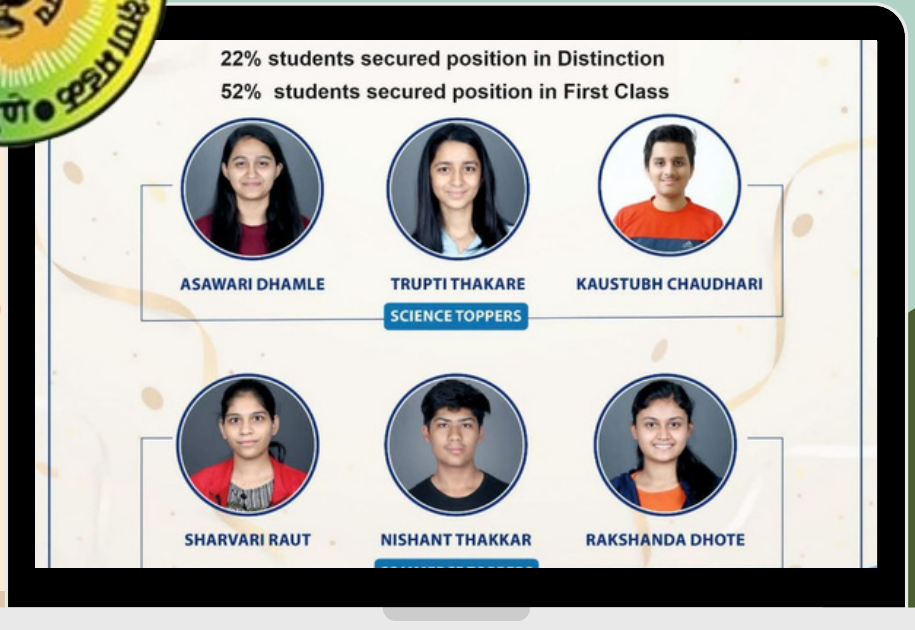 22% students secured position in Distinction
52% students secured position in First Class
ASAWARI DHAMLE TRUPTI THAKARE KAUSTUBH CHAUDHARI
SCIENCE TOPPERS
SHARVARI RAUT NISHANT THAKKAR RAKSHANDA DHOTE